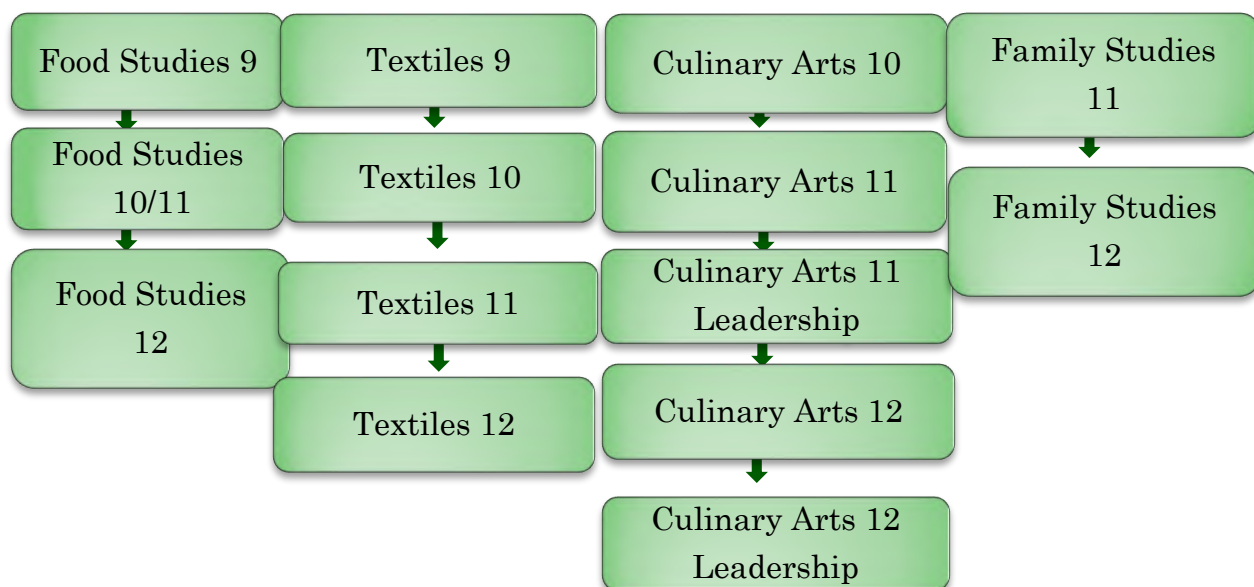 Food Studies 9
Food Studies
10/11
Food Studies
12
Textiles 9
Textiles 10
Textiles 11
Textiles 12
Culinary Arts 10
Culinary Arts 11
Culinary Arts 11
Leadership
Culinary Arts 12
Culinary Arts 12
Leadership
Family Studies
11
Family Studies
12